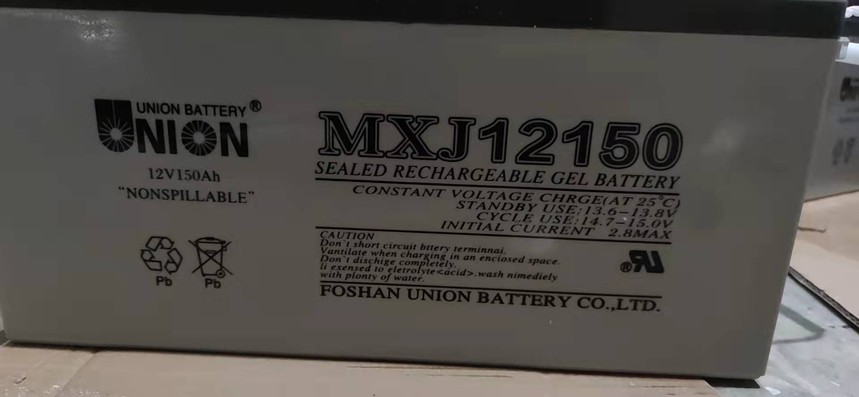 UNION BATTERY®
UNION
12V150Ah
"NONSPILLABLE"
Pb
Pb
MXJ12150
SEALED RECHARGEABLE GEL BATTERY
CONSTANT VOLTAGE CHRGE(AT 25°C)
STANDBY USE:13.6-13.8V
CYCLE USE:14.7-15.0V
INITIAL CURRENT 2.8MAX
CAUTION
Don't short circuit bttery terminnai.
Vantilate when charging in an enclosed space.
Don't dischige completely.
li exensed to eletrolyte<acid>.wash nimediely
with plonty of water.
FOSHAN UNION BATTERY CO.,LTD.